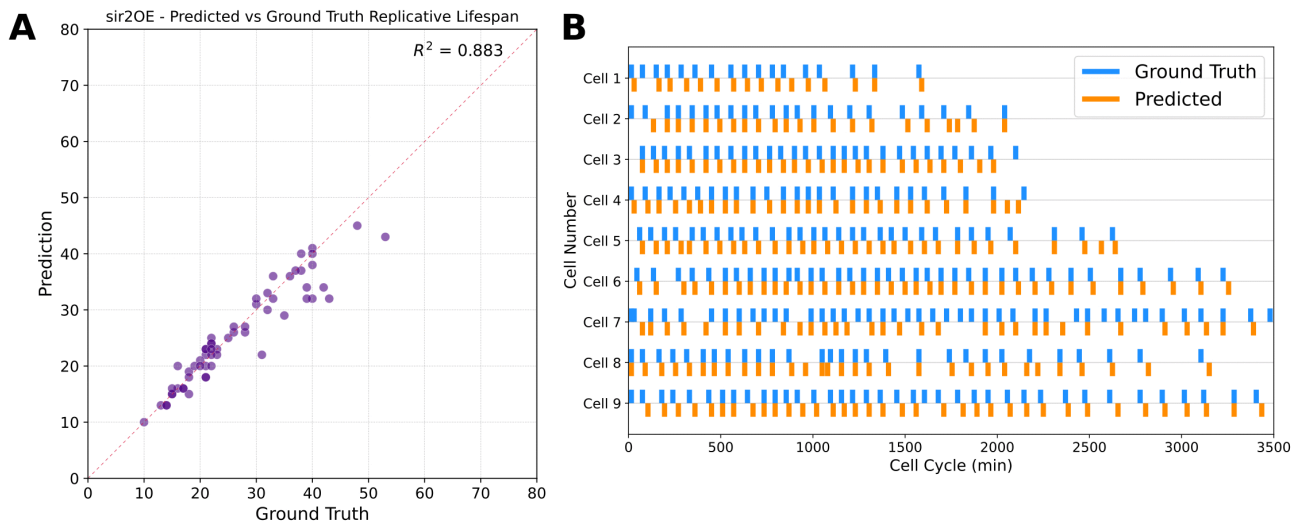 A
sir2OE - Predicted vs Ground Truth Replicative Lifespan
R² = 0.883
80
70
60
50
40
30
20
10
0
Prediction
0 10 20 30 40 50 60 70 80
Ground Truth
B
Ground Truth
Predicted
Cell 1
Cell 2
Cell 3
Cell 4
Cell 5
Cell 6
Cell 7
Cell 8
Cell 9
Cell Number
0 500 1000 1500 2000 2500 3000 3500
Cell Cycle (min)